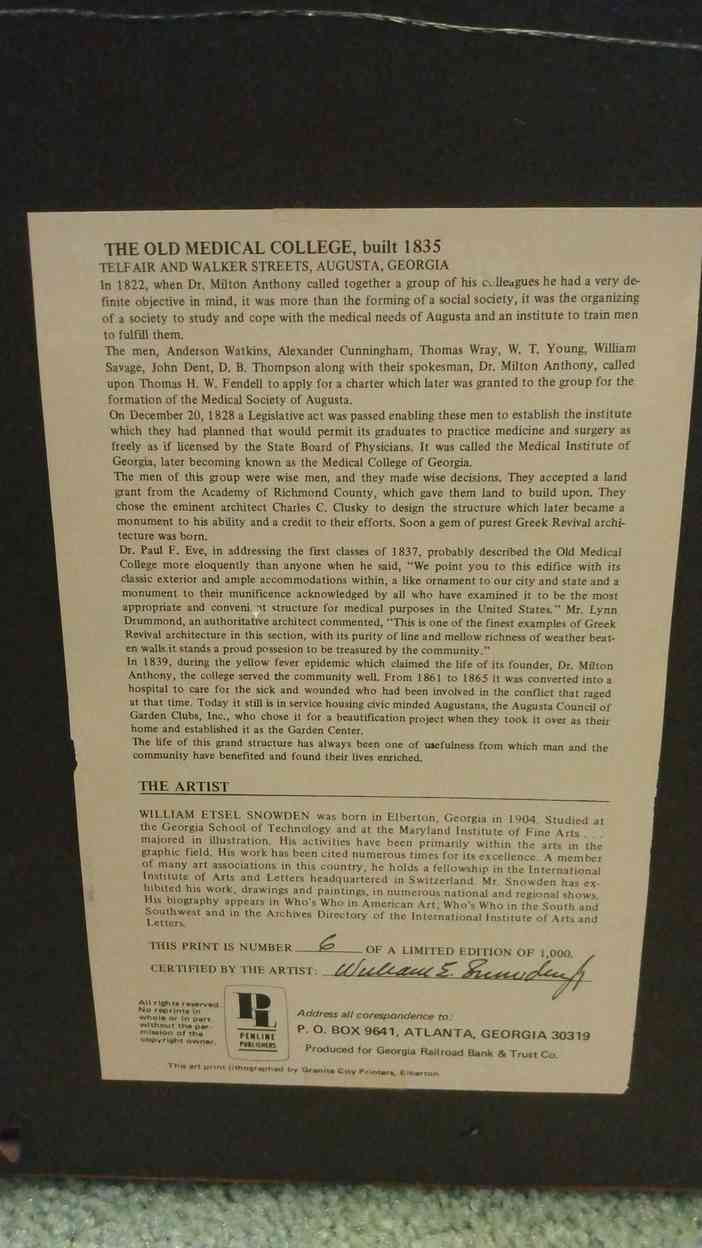 THE OLD MEDICAL COLLEGE, built 1835
TELFAIR AND WALKER STREETS, AUGUSTA, GEORGIA
In 1822, when Dr. Milton Anthony called together a group of his colleagues he had a very de-
finite objective in mind, it was more than the forming of a social society, it was the organizing
of a society to study and cope with the medical needs of Augusta and an institute to train men
to fulfill them.
The men, Anderson Watkins, Alexander Cunningham, Thomas Wray, W. T. Young, William
Savage, John Dent, D. B. Thompson along with their spokesman, Dr. Milton Anthony, called
upon Thomas H. W. Fendell to apply for a charter which later was granted to the group for the
formation of the Medical Society of Augusta.
On December 20, 1828 a Legislative act was passed enabling these men to establish the institute
which they had planned that would permit its graduates to practice medicine and surgery as
freely as if licensed by the State Board of Physicians. It was called the Medical Institute of
Georgia, later becoming known as the Medical College of Georgia.
The men of this group were wise men, and they made wise decisions. They accepted a land
grant from the Academy of Richmond County, which gave them land to build upon. They
chose the eminent architect Charles C. Clusky to design the structure which later became a
monument to his ability and a credit to their efforts. Soon a gem of purest Greek Revival archi-
tecture was born.
Dr. Paul F. Eve, in addressing the first classes of 1837, probably described the Old Medical
College more eloquently than anyone when he said, "We point you to this edifice with its
classic exterior and ample accommodations within, a like ornament to our city and state and a
monument to their munificence acknowledged by all who have examined it to be the most
appropriate and convenient structure for medical purposes in the United States." Mr. Lynn
Drummond, an authoritative architect commented, "This is one of the finest examples of Greek
Revival architecture in this section, with its purity of line and mellow richness of weather beat-
en walls.it stands a proud possesion to be treasured by the community."
In 1839, during the yellow fever epidemic which claimed the life of its founder, Dr. Milton
Anthony, the college served the community well. From 1861 to 1865 it was converted into a
hospital to care for the sick and wounded who had been involved in the conflict that raged
at that time. Today it still is in service housing civic minded Augustans, the Augusta Council of
Garden Clubs, Inc., who chose it for a beautification project when they took it over as their
home and established it as the Garden Center.
The life of this grand structure has always been one of usefulness from which man and the
community have benefited and found their lives enriched.
THE ARTIST
WILLIAM ETSEL SNOWDEN was born in Elberton, Georgia in 1904. Studied at
the Georgia School of Technology and at the Maryland Institute of Fine Arts . . .
majored in illustration. His activities have been primarily within the arts in the
graphic field. His work has been cited numerous times for its excellence. A member
of many art associations in this country, he holds a fellowship in the International
Institute of Arts and Letters headquartered in Switzerland. Mr. Snowden has ex-
hibited his work, drawings and paintings, in numerous national and regional shows.
His biography appears in Who's Who in American Art, Who's Who in the South and
Southwest and in the Archives Directory of the International Institute of Arts and
Letters.
THIS PRINT IS NUMBER 6 OF A LIMITED EDITION OF 1,000.
CERTIFIED BY THE ARTIST: William E. Snowden Jr
All rights reserved.
No reprints in
whole or in part
without the per-
mission of the
copyright owner.
PL
PENLINE
PUBLISHERS
Address all corespondence to:
P. O. BOX 9641, ATLANTA, GEORGIA 30319
Produced for Georgia Railroad Bank & Trust Co.
This art print lithographed by Granite City Printers, Elberton